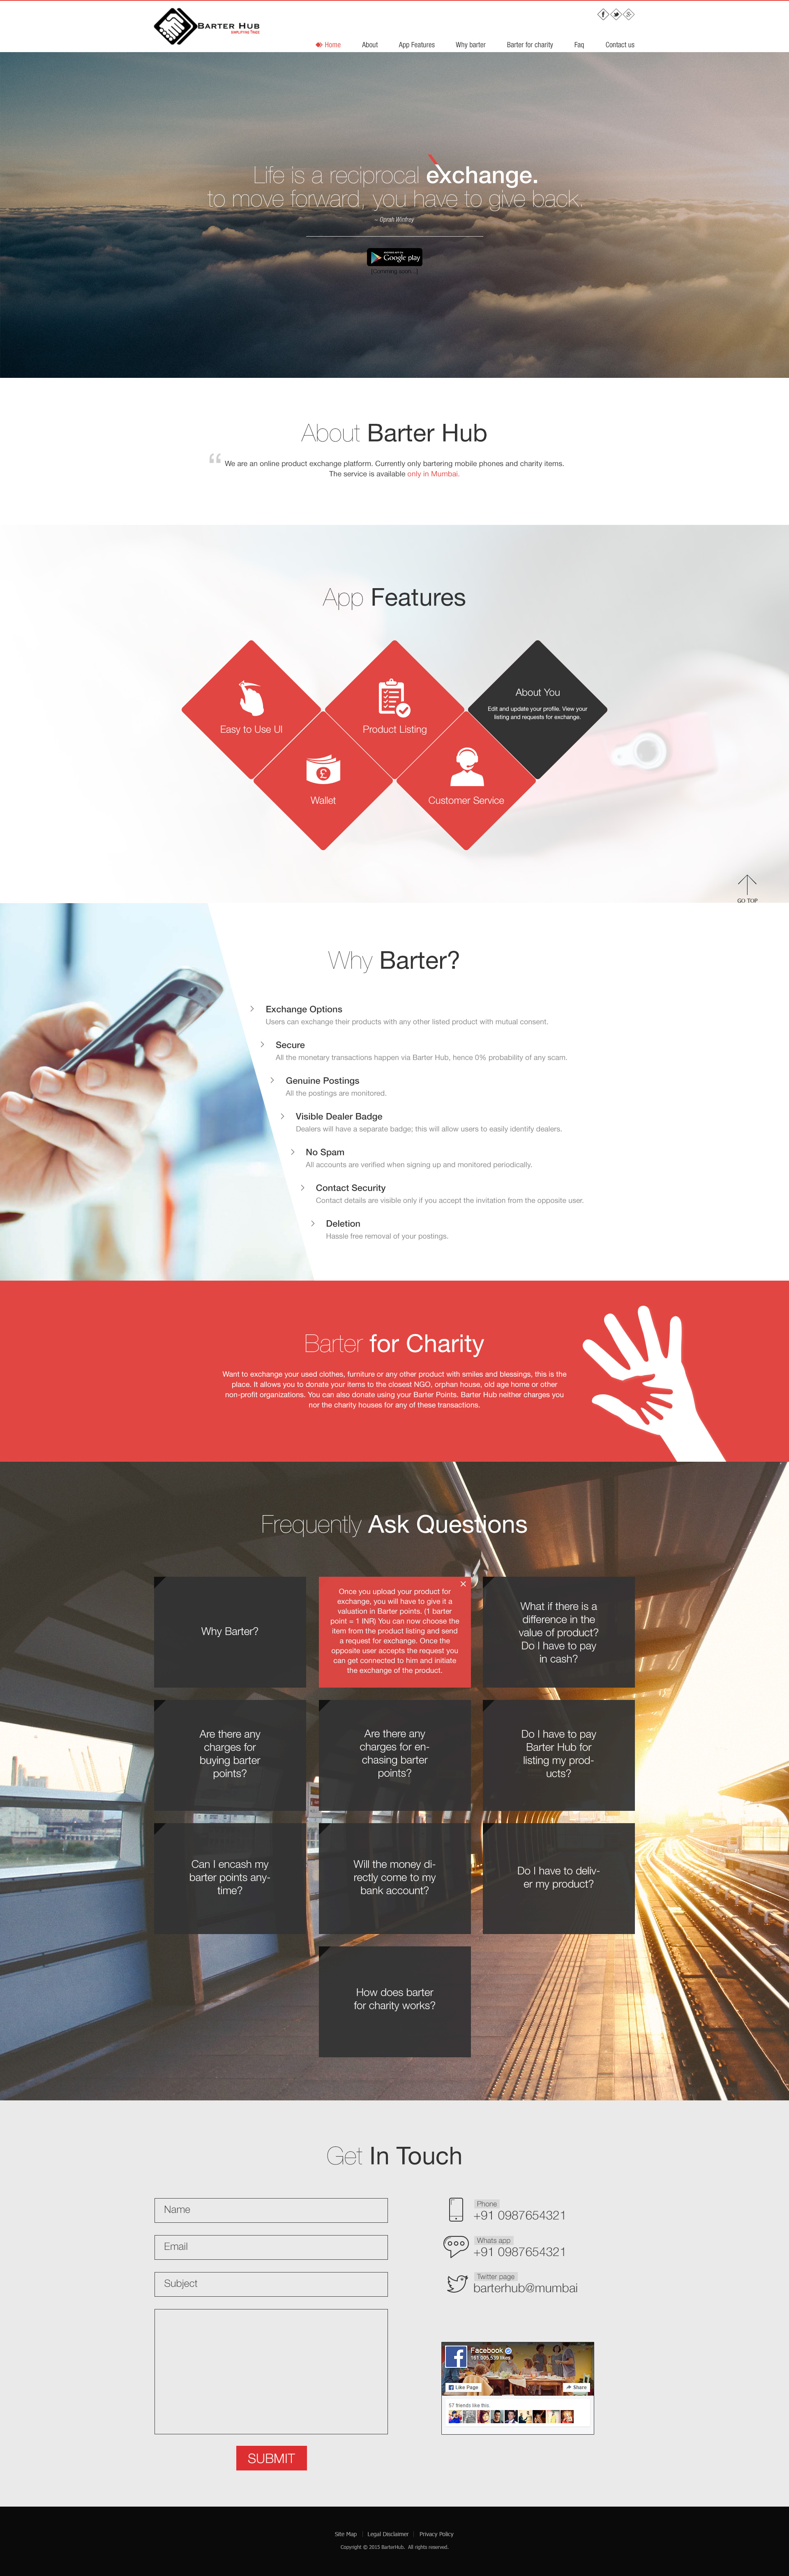 BARTER HUB
SIMPLIFYING TRADE
Home About App Features Why barter Barter for charity Faq Contact us
Life is a reciprocal exchange.
to move forward, you have to give back.
– Oprah Winfrey
Google play
About Barter Hub
“ We are an online product exchange platform. Currently only bartering mobile phones and charity items.
The service is available only in Mumbai.
App Features
Easy to Use UI
Product Listing
About You
Edit and update your profile. View your
listing and requests for exchange.
Wallet
Customer Service
GO TOP
Why Barter?
Exchange Options
Users can exchange their products with any other listed product with mutual consent.
Secure
All the monetary transactions happen via Barter Hub, hence 0% probability of any scam.
Genuine Postings
All the postings are monitored.
Visible Dealer Badge
Dealers will have a separate badge; this will allow users to easily identify dealers.
No Spam
All accounts are verified when signing up and monitored periodically.
Contact Security
Contact details are visible only if you accept the invitation from the opposite user.
Deletion
Hassle free removal of your postings.
Barter for Charity
Want to exchange your used clothes, furniture or any other product with smiles and blessings, this is the
place. It allows you to donate your items to the closest NGO, orphan house, old age home or other
non-profit organizations. You can also donate using your Barter Points. Barter Hub neither charges you
nor the charity houses for any of these transactions.
Frequently Ask Questions
Why Barter?
Once you upload your product for
exchange, you will have to give it a
valuation in Barter points. (1 barter
point = 1 INR) You can now choose the
item from the product listing and send
a request for exchange. Once the
opposite user accepts the request you
can get connected to him and initiate
the exchange of the product.
What if there is a
difference in the
value of product?
Do I have to pay
in cash?
Are there any
charges for
buying barter
points?
Are there any
charges for en-
chasing barter
points?
Do I have to pay
Barter Hub for
listing my prod-
ucts?
Can I encash my
barter points any-
time?
Will the money di-
rectly come to my
bank account?
Do I have to deliv-
er my product?
How does barter
for charity works?
Get In Touch
Name
Email
Subject
SUBMIT
Phone
+91 0987654321
Whats app
+91 0987654321
Twitter page
barterhub@mumbai
Facebook
Like Page
Share
57 friends like this
Site Map | Legal Disclaimer | Privacy Policy
Copyright © 2015 BarterHub. All rights reserved.